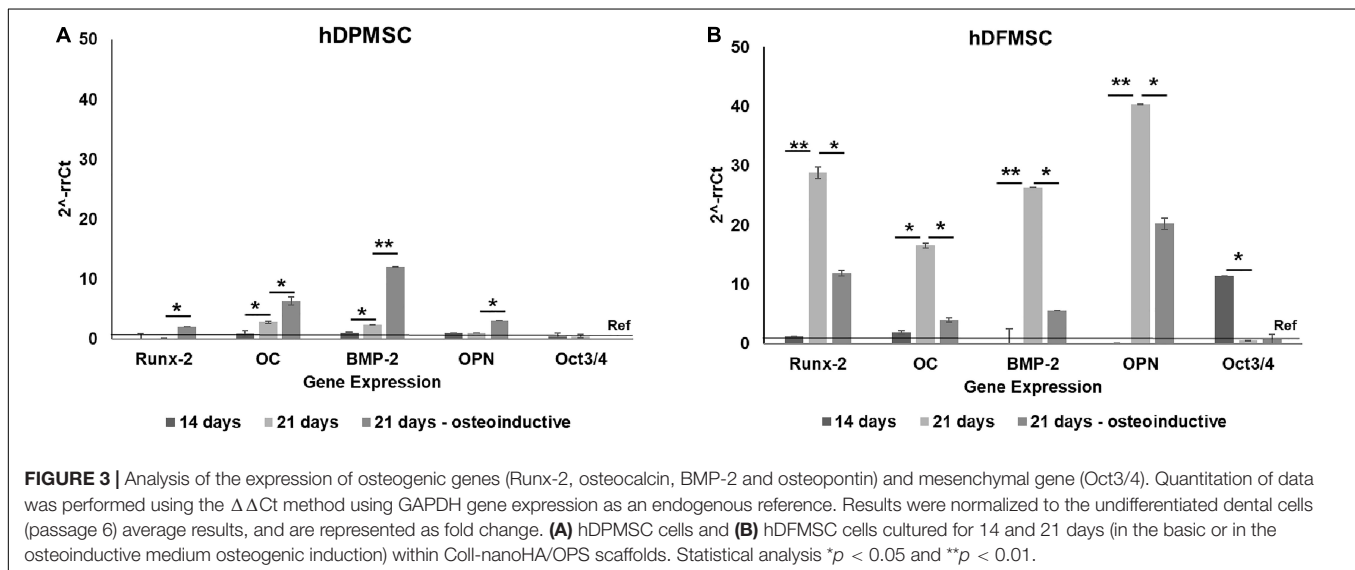 A
hDPMSC
50
40
30
20
10
0
2^-rrCt
*
*
*
*
**
*
Ref
Runx-2 OC BMP-2 OPN Oct3/4
Gene Expression
14 days 21 days 21 days - osteoinductive
B
hDFMSC
50
40
30
20
10
0
2^-rrCt
**
*
*
*
**
*
**
*
*
Ref
Runx-2 OC BMP-2 OPN Oct3/4
Gene Expression
14 days 21 days 21 days - osteoinductive
FIGURE 3 | Analysis of the expression of osteogenic genes (Runx-2, osteocalcin, BMP-2 and osteopontin) and mesenchymal gene (Oct3/4). Quantitation of data
was performed using the ΔΔCt method using GAPDH gene expression as an endogenous reference. Results were normalized to the undifferentiated dental cells
(passage 6) average results, and are represented as fold change. (A) hDPMSC cells and (B) hDFMSC cells cultured for 14 and 21 days (in the basic or in the
osteoinductive medium osteogenic induction) within Coll-nanoHA/OPS scaffolds. Statistical analysis *p < 0.05 and **p < 0.01.